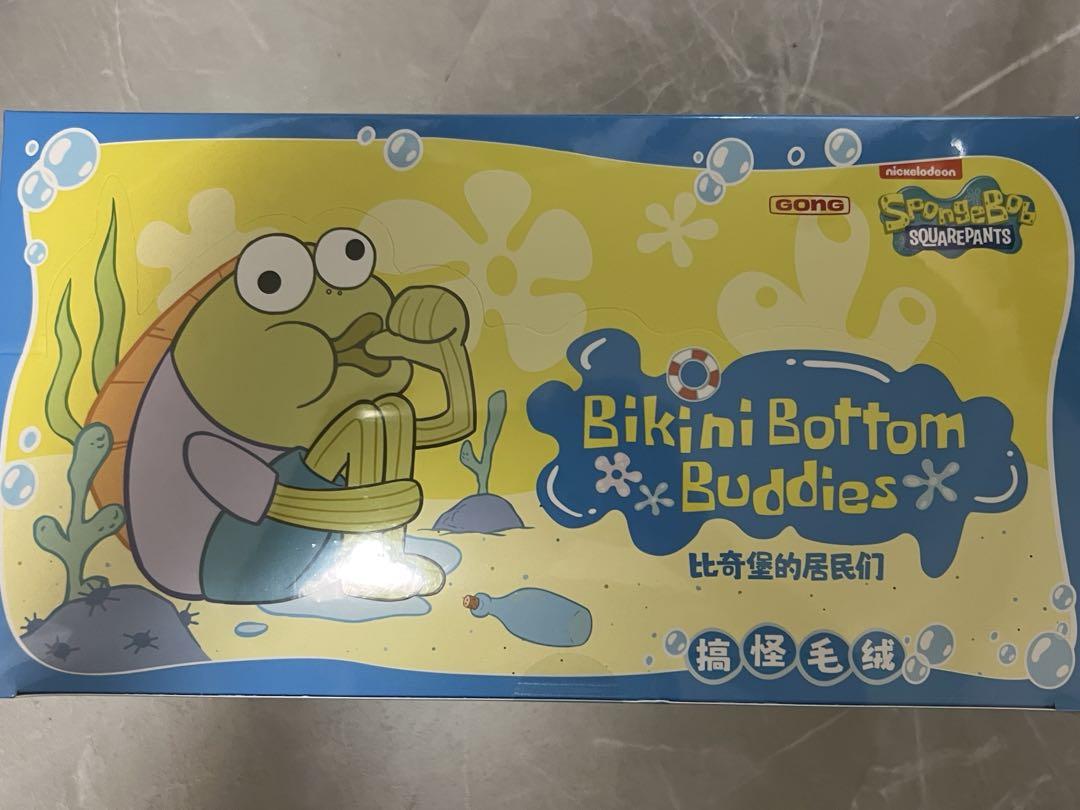 nickelodeon
GONG
SpongeBob
SQUAREPANTS
Bikini Bottom
Buddies
比奇堡的居民们
搞怪毛绒